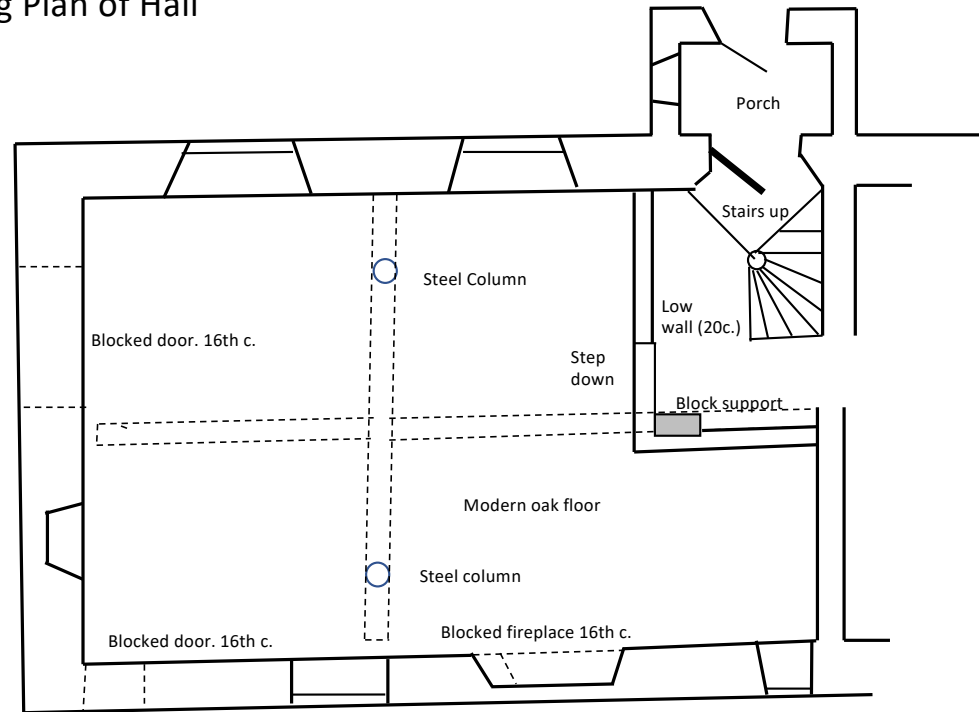 Plan of Hall
Porch
Stairs up
Steel Column
Low
wall (20c.)
Blocked door. 16th c.
Step
down
Block support
Modern oak floor
Steel column
Blocked fireplace 16th c.
Blocked door. 16th c.